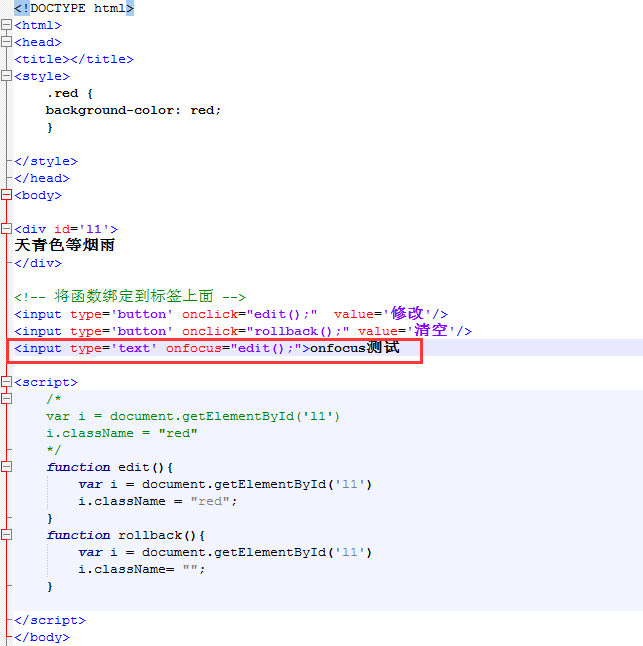 <!DOCTYPE html>
<html>
<head>
<title></title>
<style>
.red {
background-color: red;
}
</style>
</head>
<body>
<div id='l1'>
天青色等烟雨
</div>
<!-- 将函数绑定到标签上面 -->
<input type='button' onclick="edit();"  value='修改'/>
<input type='button' onclick="rollback();" value='清空'/>
<input type='text' onfocus="edit();">onfocus测试
<script>
/*
var i = document.getElementById('l1')
i.className = "red"
*/
function edit(){
var i = document.getElementById('l1')
i.className = "red";
}
function rollback(){
var i = document.getElementById('l1')
i.className= "";
}
</script>
</body>